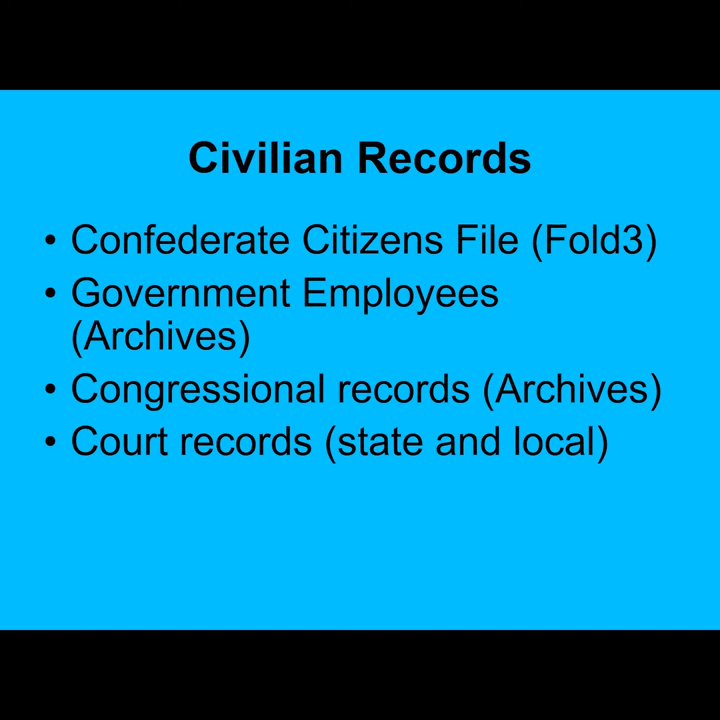 Civilian Records
• Confederate Citizens File (Fold3)
• Government Employees
(Archives)
• Congressional records (Archives)
• Court records (state and local)